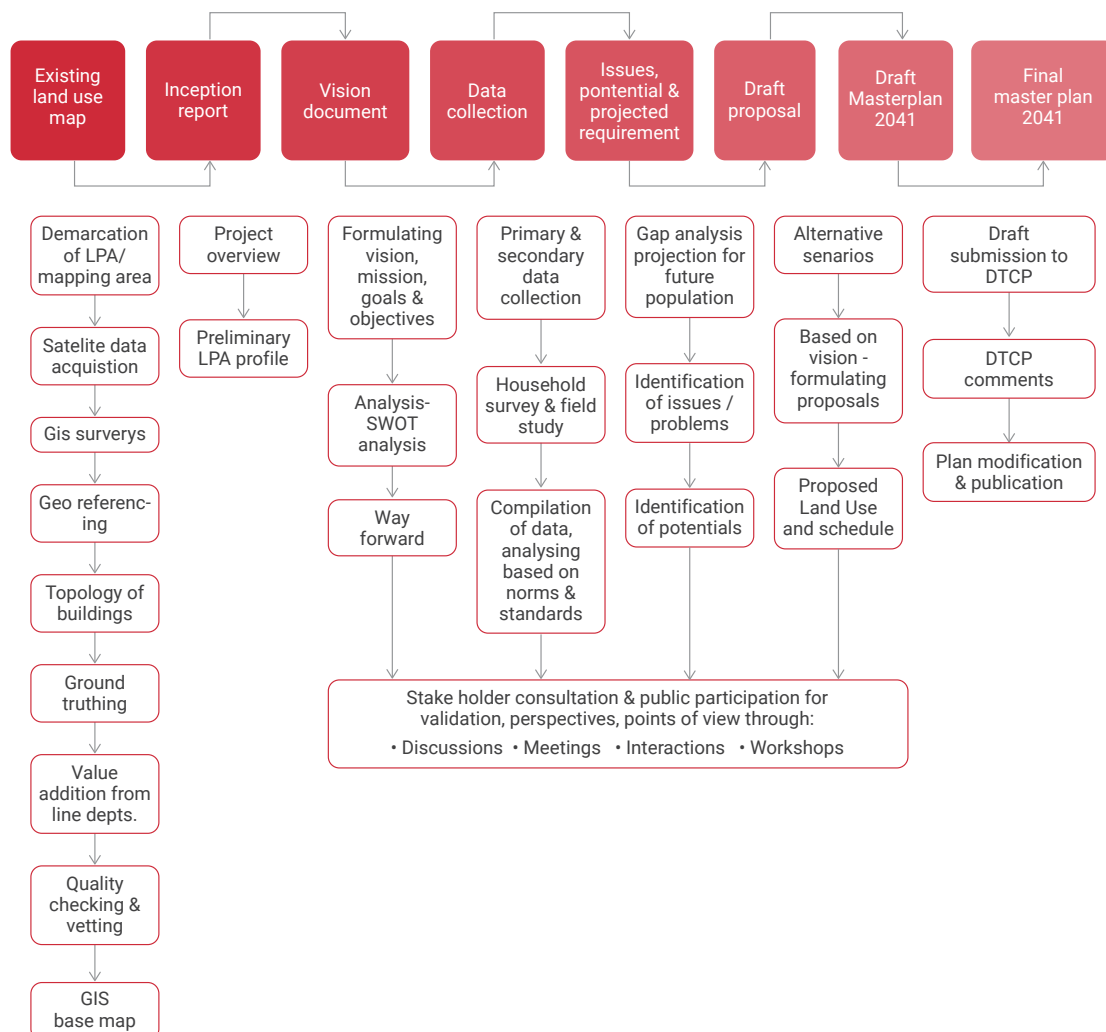 Existing
land use
map
Inception
report
Vision
document
Data
collection
Issues,
pontential &
projected
requirement
Draft
proposal
Draft
Masterplan
2041
Final
master plan
2041
Demarcation
of LPA/
mapping area
Satelite data
acquistion
Gis surverys
Geo referenc-
ing
Topology of
buildings
Ground
truthing
Value
addition from
line depts.
Quality
checking &
vetting
GIS
base map
Project
overview
Preliminary
LPA profile
Formulating
vision,
mission,
goals &
objectives
Analysis-
SWOT
analysis
Way
forward
Primary &
secondary
data
collection
Household
survey & field
study
Compilation
of data,
analysing
based on
norms &
standards
Gap analysis
projection for
future
population
Identification
of issues /
problems
Identification
of potentials
Alternative
senarios
Based on
vision -
formulating
proposals
Proposed
Land Use
and schedule
Draft
submission to
DTCP
DTCP
comments
Plan modification
& publication
Stake holder consultation & public participation for
validation, perspectives, points of view through:
• Discussions • Meetings • Interactions • Workshops